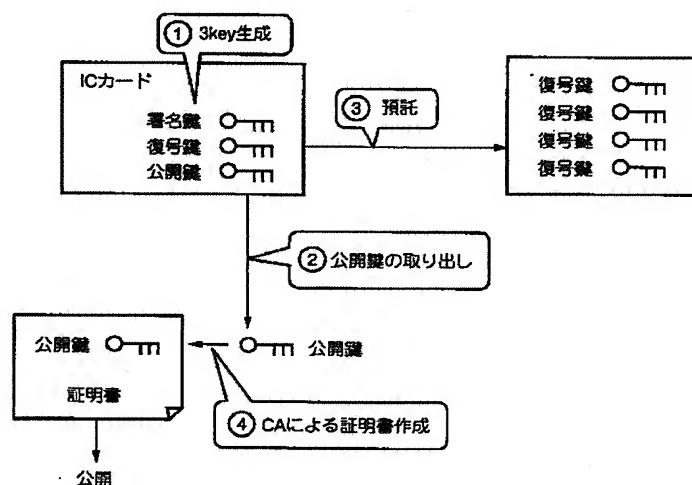 ① 3key生成
ICカード
署名鍵
復号鍵
公開鍵
③ 預託
復号鍵
復号鍵
復号鍵
復号鍵
② 公開鍵の取り出し
公開鍵
公開鍵
証明書
④ CAによる証明書作成
公開